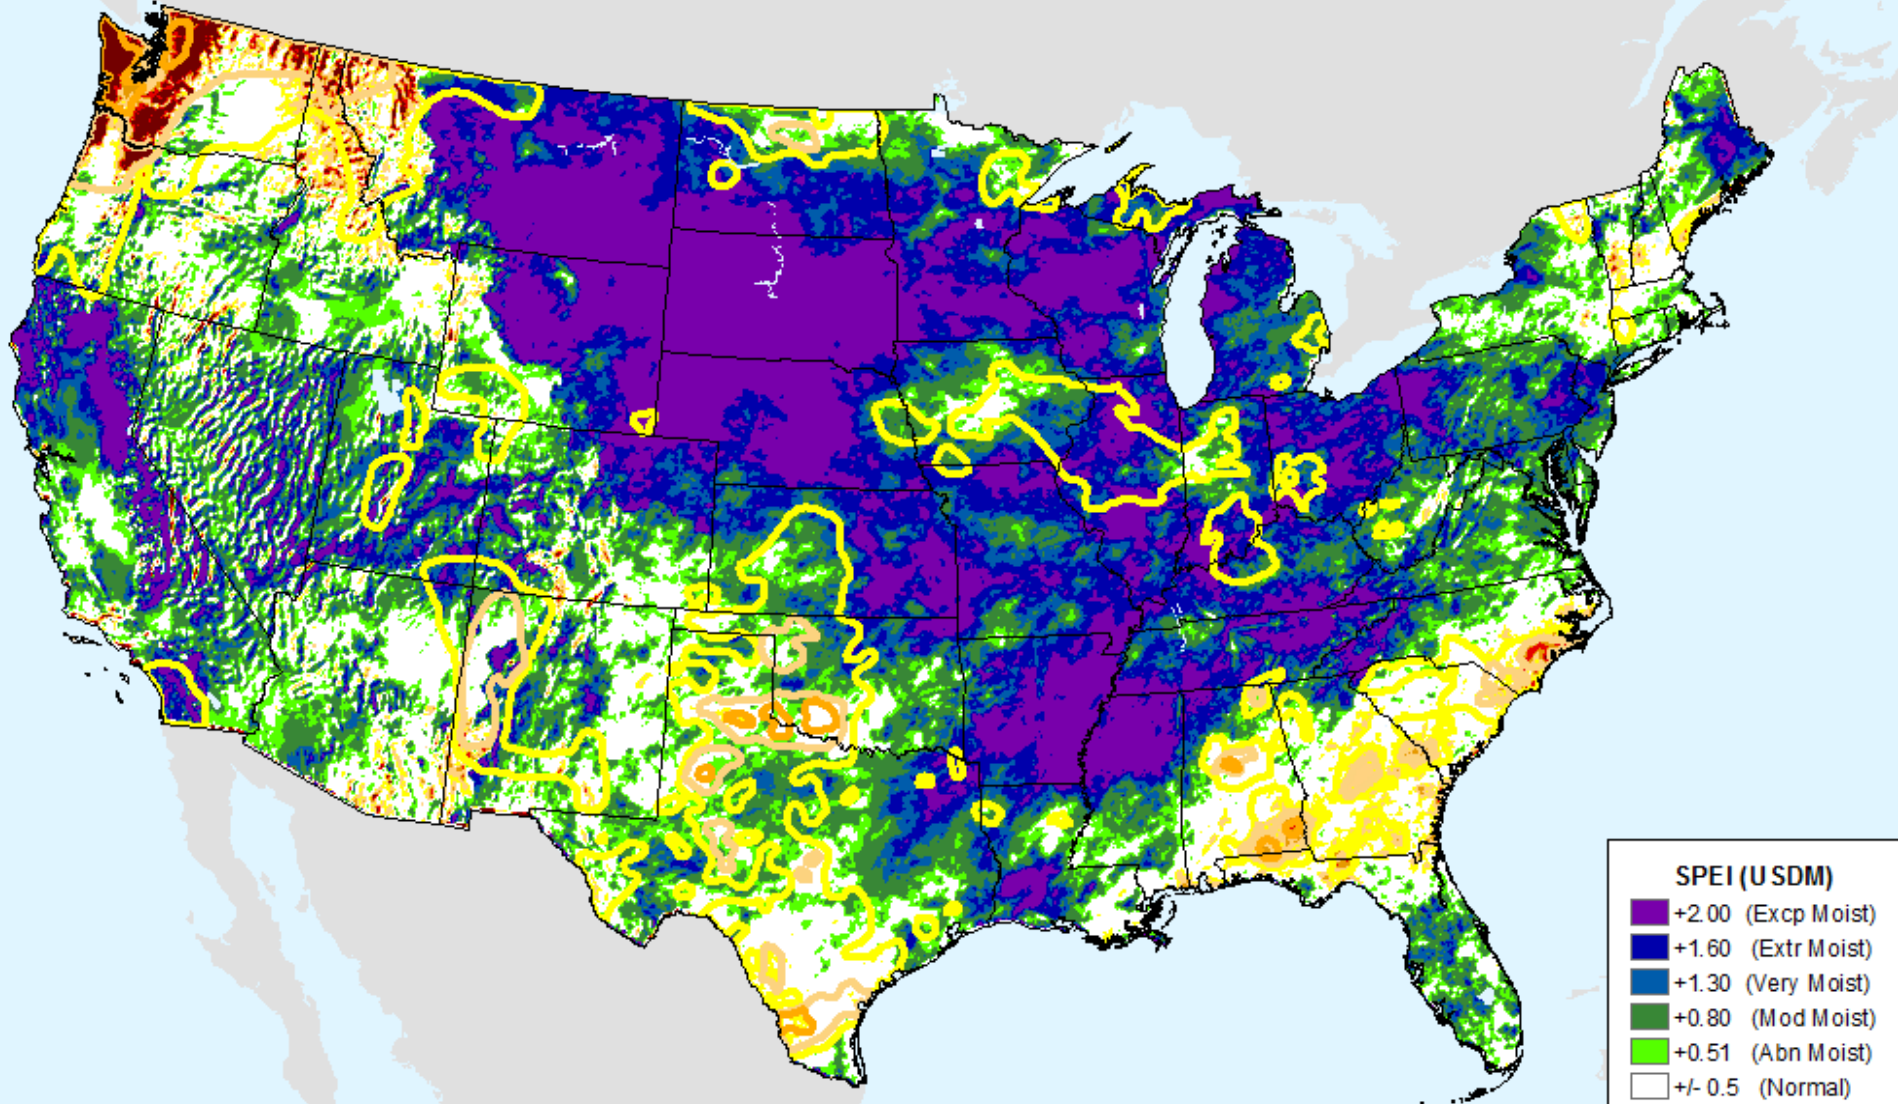 SPEI (USDM)
+2.00 (Excp Moist)
+1.60 (Extr Moist)
+1.30 (Very Moist)
+0.80 (Mod Moist)
+0.51 (Abn Moist)
+/- 0.5 (Normal)